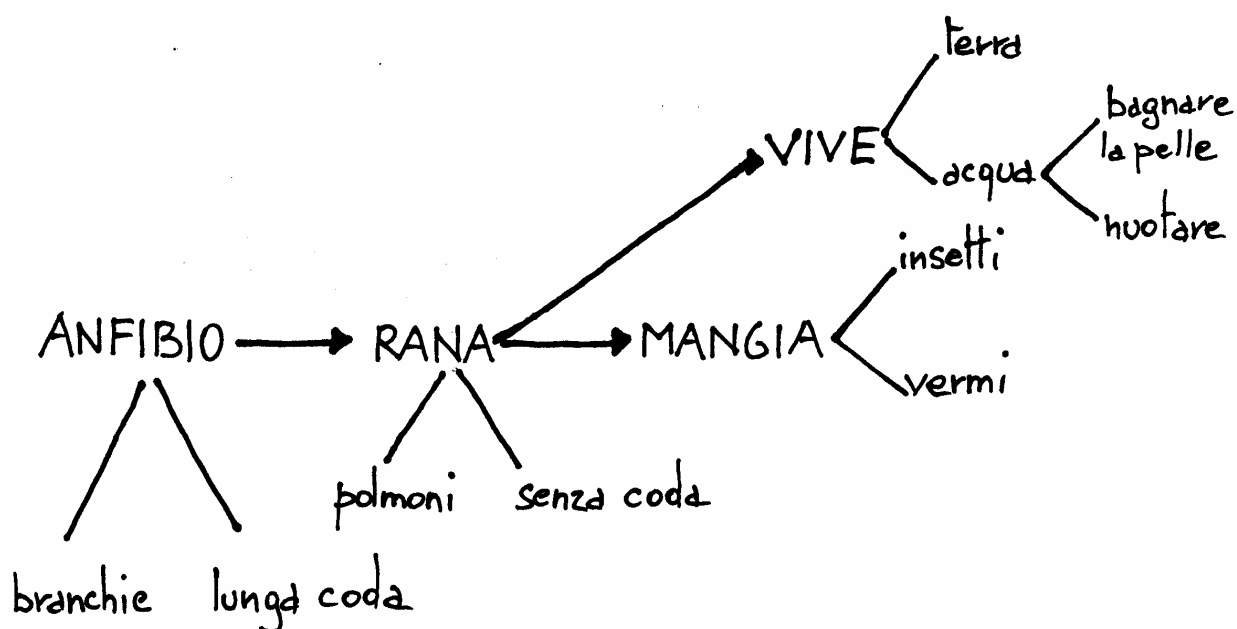 terra
VIVE
bagnare
la pelle
acqua
nuotare
insetti
ANFIBIO
RANA
MANGIA
vermi
polmoni
senza coda
branchie
lunga coda